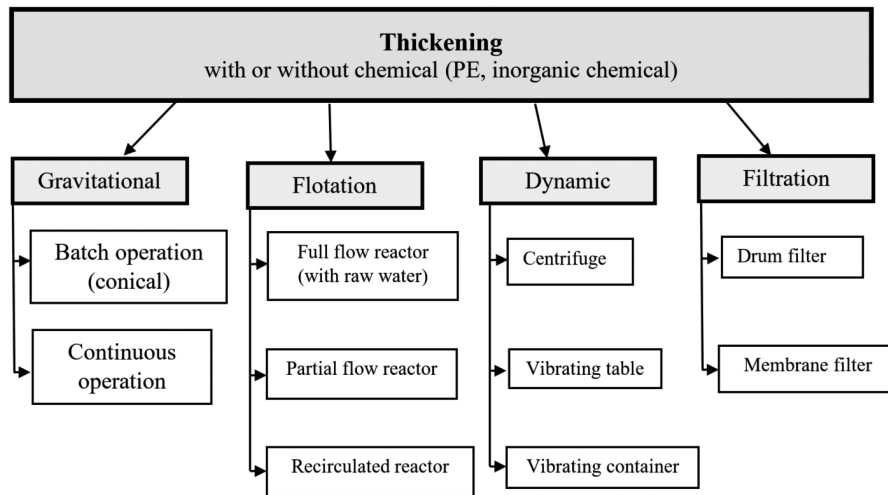 Thickening
with or without chemical (PE, inorganic chemical)
Gravitational
Batch operation
(conical)
Continuous
operation
Flotation
Full flow reactor
(with raw water)
Partial flow reactor
Recirculated reactor
Dynamic
Centrifuge
Vibrating table
Vibrating container
Filtration
Drum filter
Membrane filter